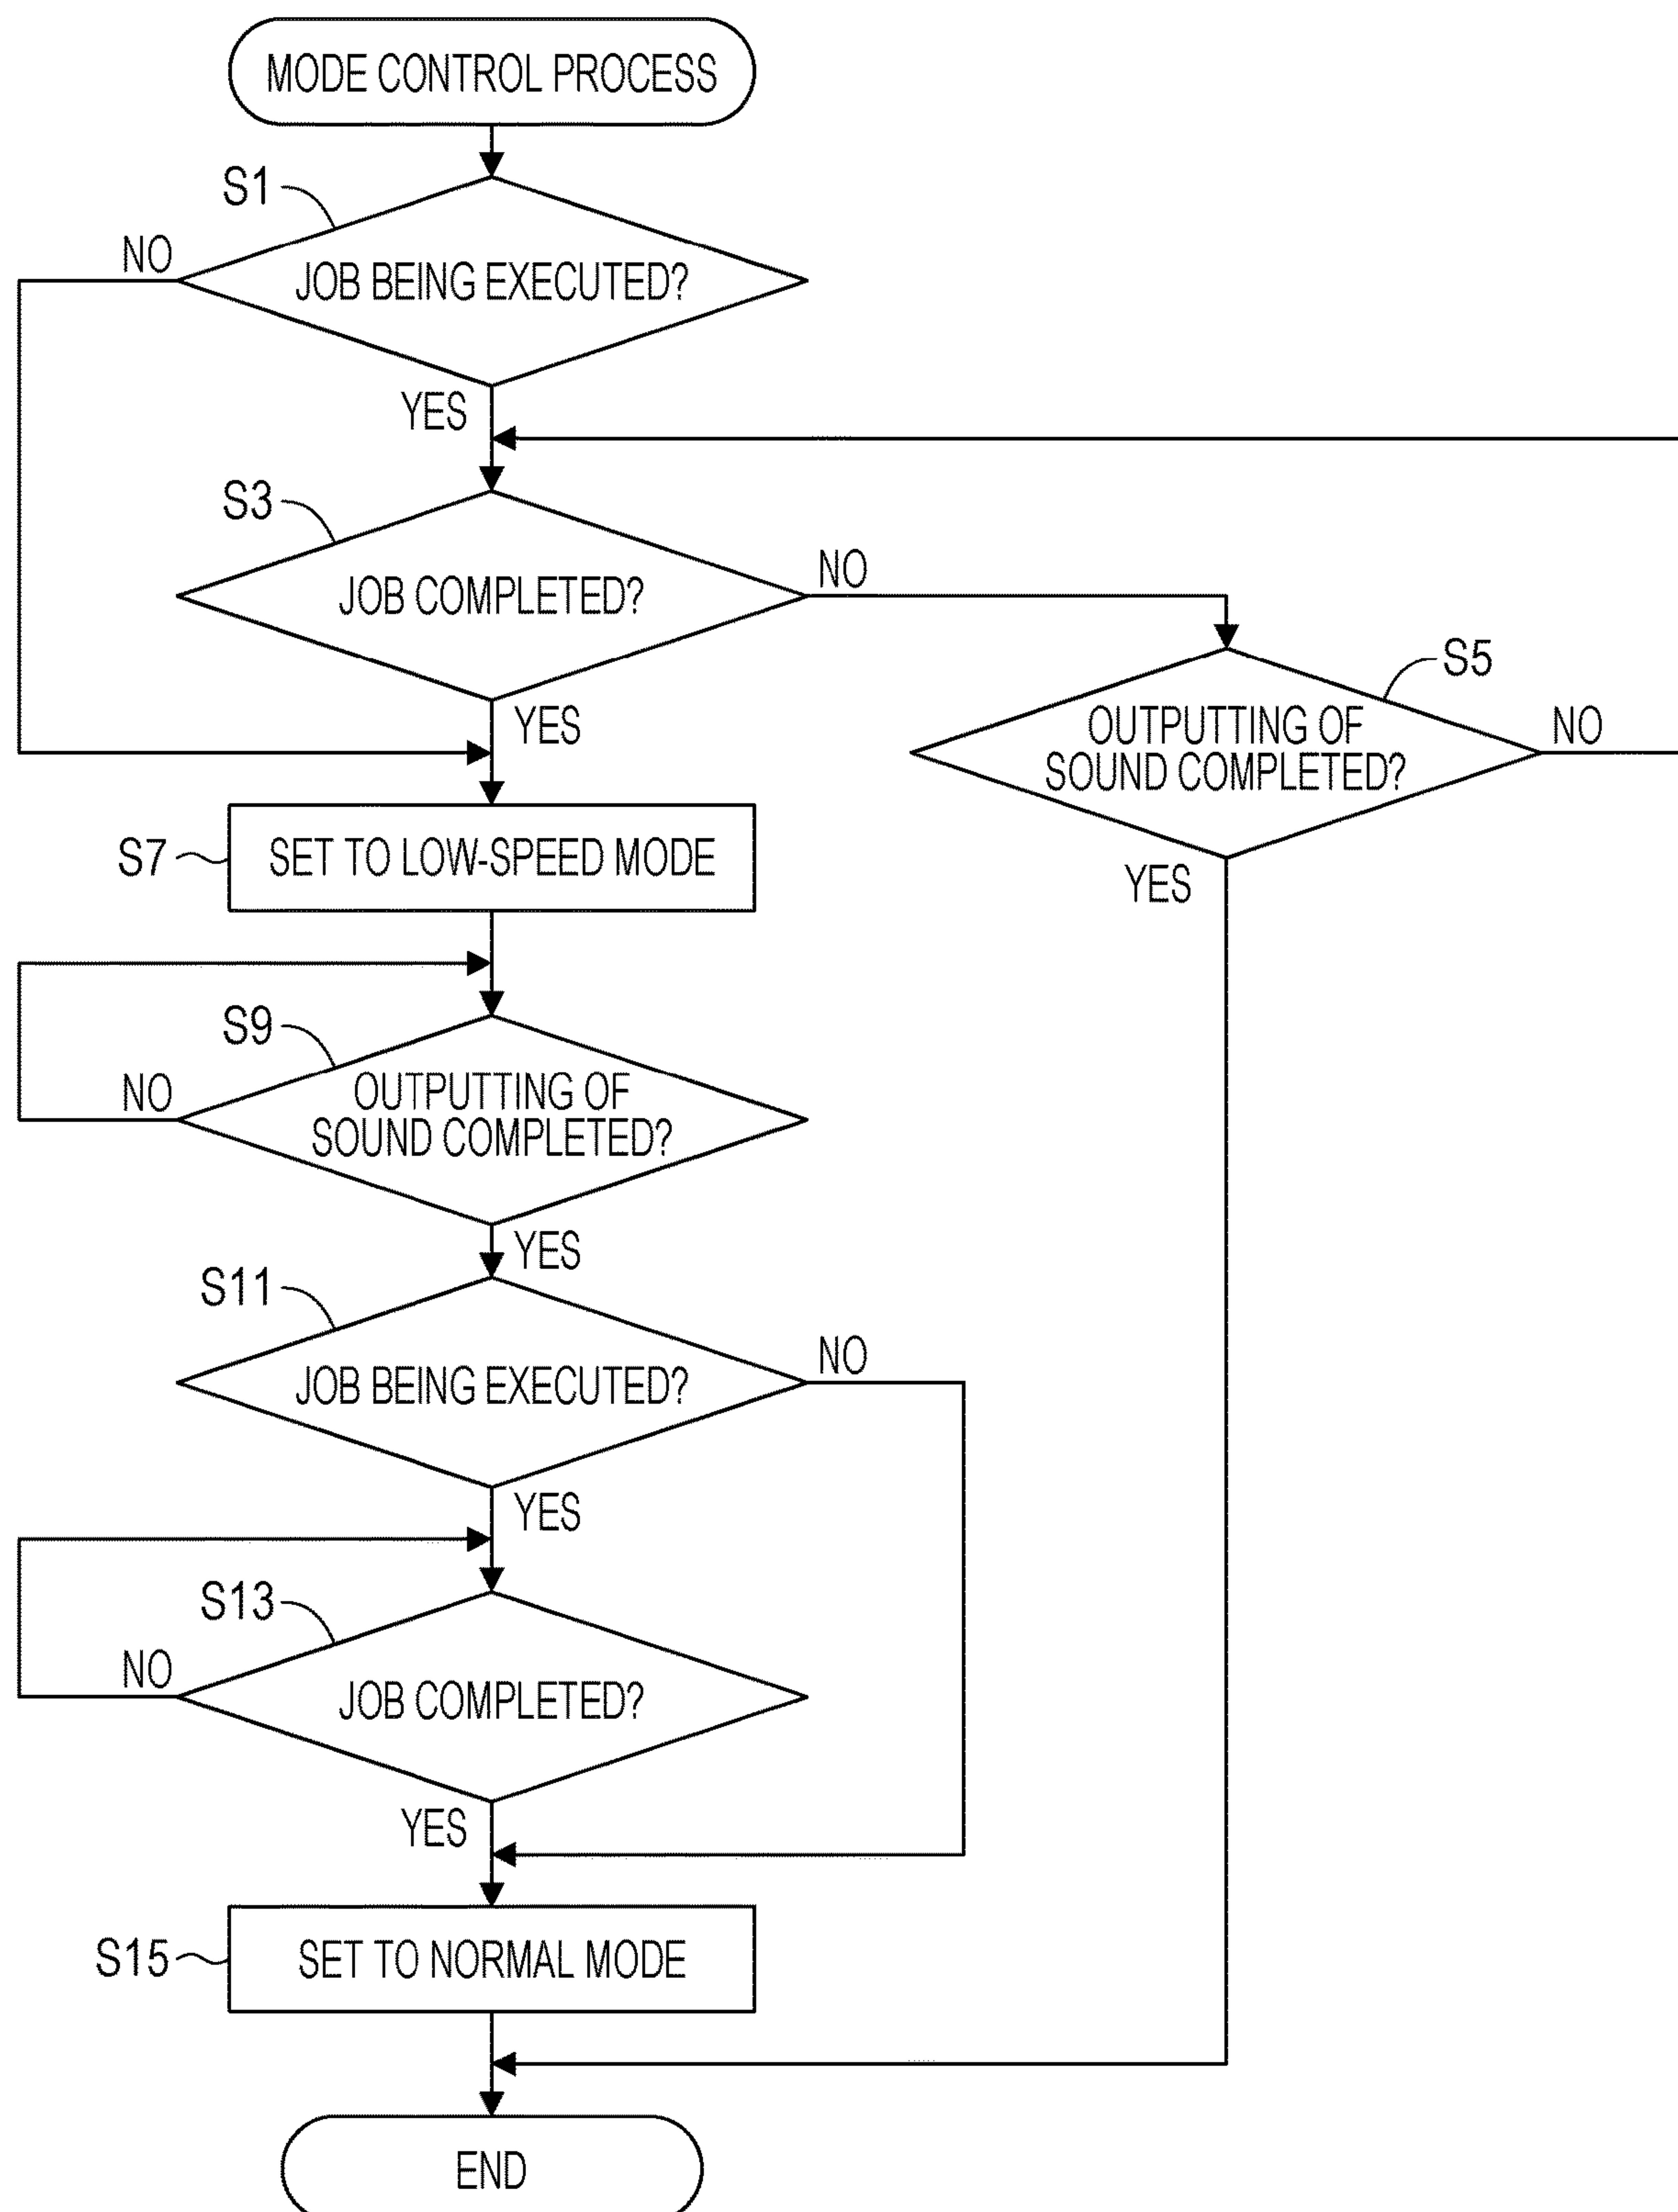 MODE CONTROL PROCESS
S1
NO
JOB BEING EXECUTED?
YES
S3
NO
JOB COMPLETED?
YES
S5
OUTPUTTING OF
SOUND COMPLETED?
NO
YES
S7
SET TO LOW-SPEED MODE
S9
NO
OUTPUTTING OF
SOUND COMPLETED?
YES
S11
NO
JOB BEING EXECUTED?
YES
S13
NO
JOB COMPLETED?
YES
S15
SET TO NORMAL MODE
END